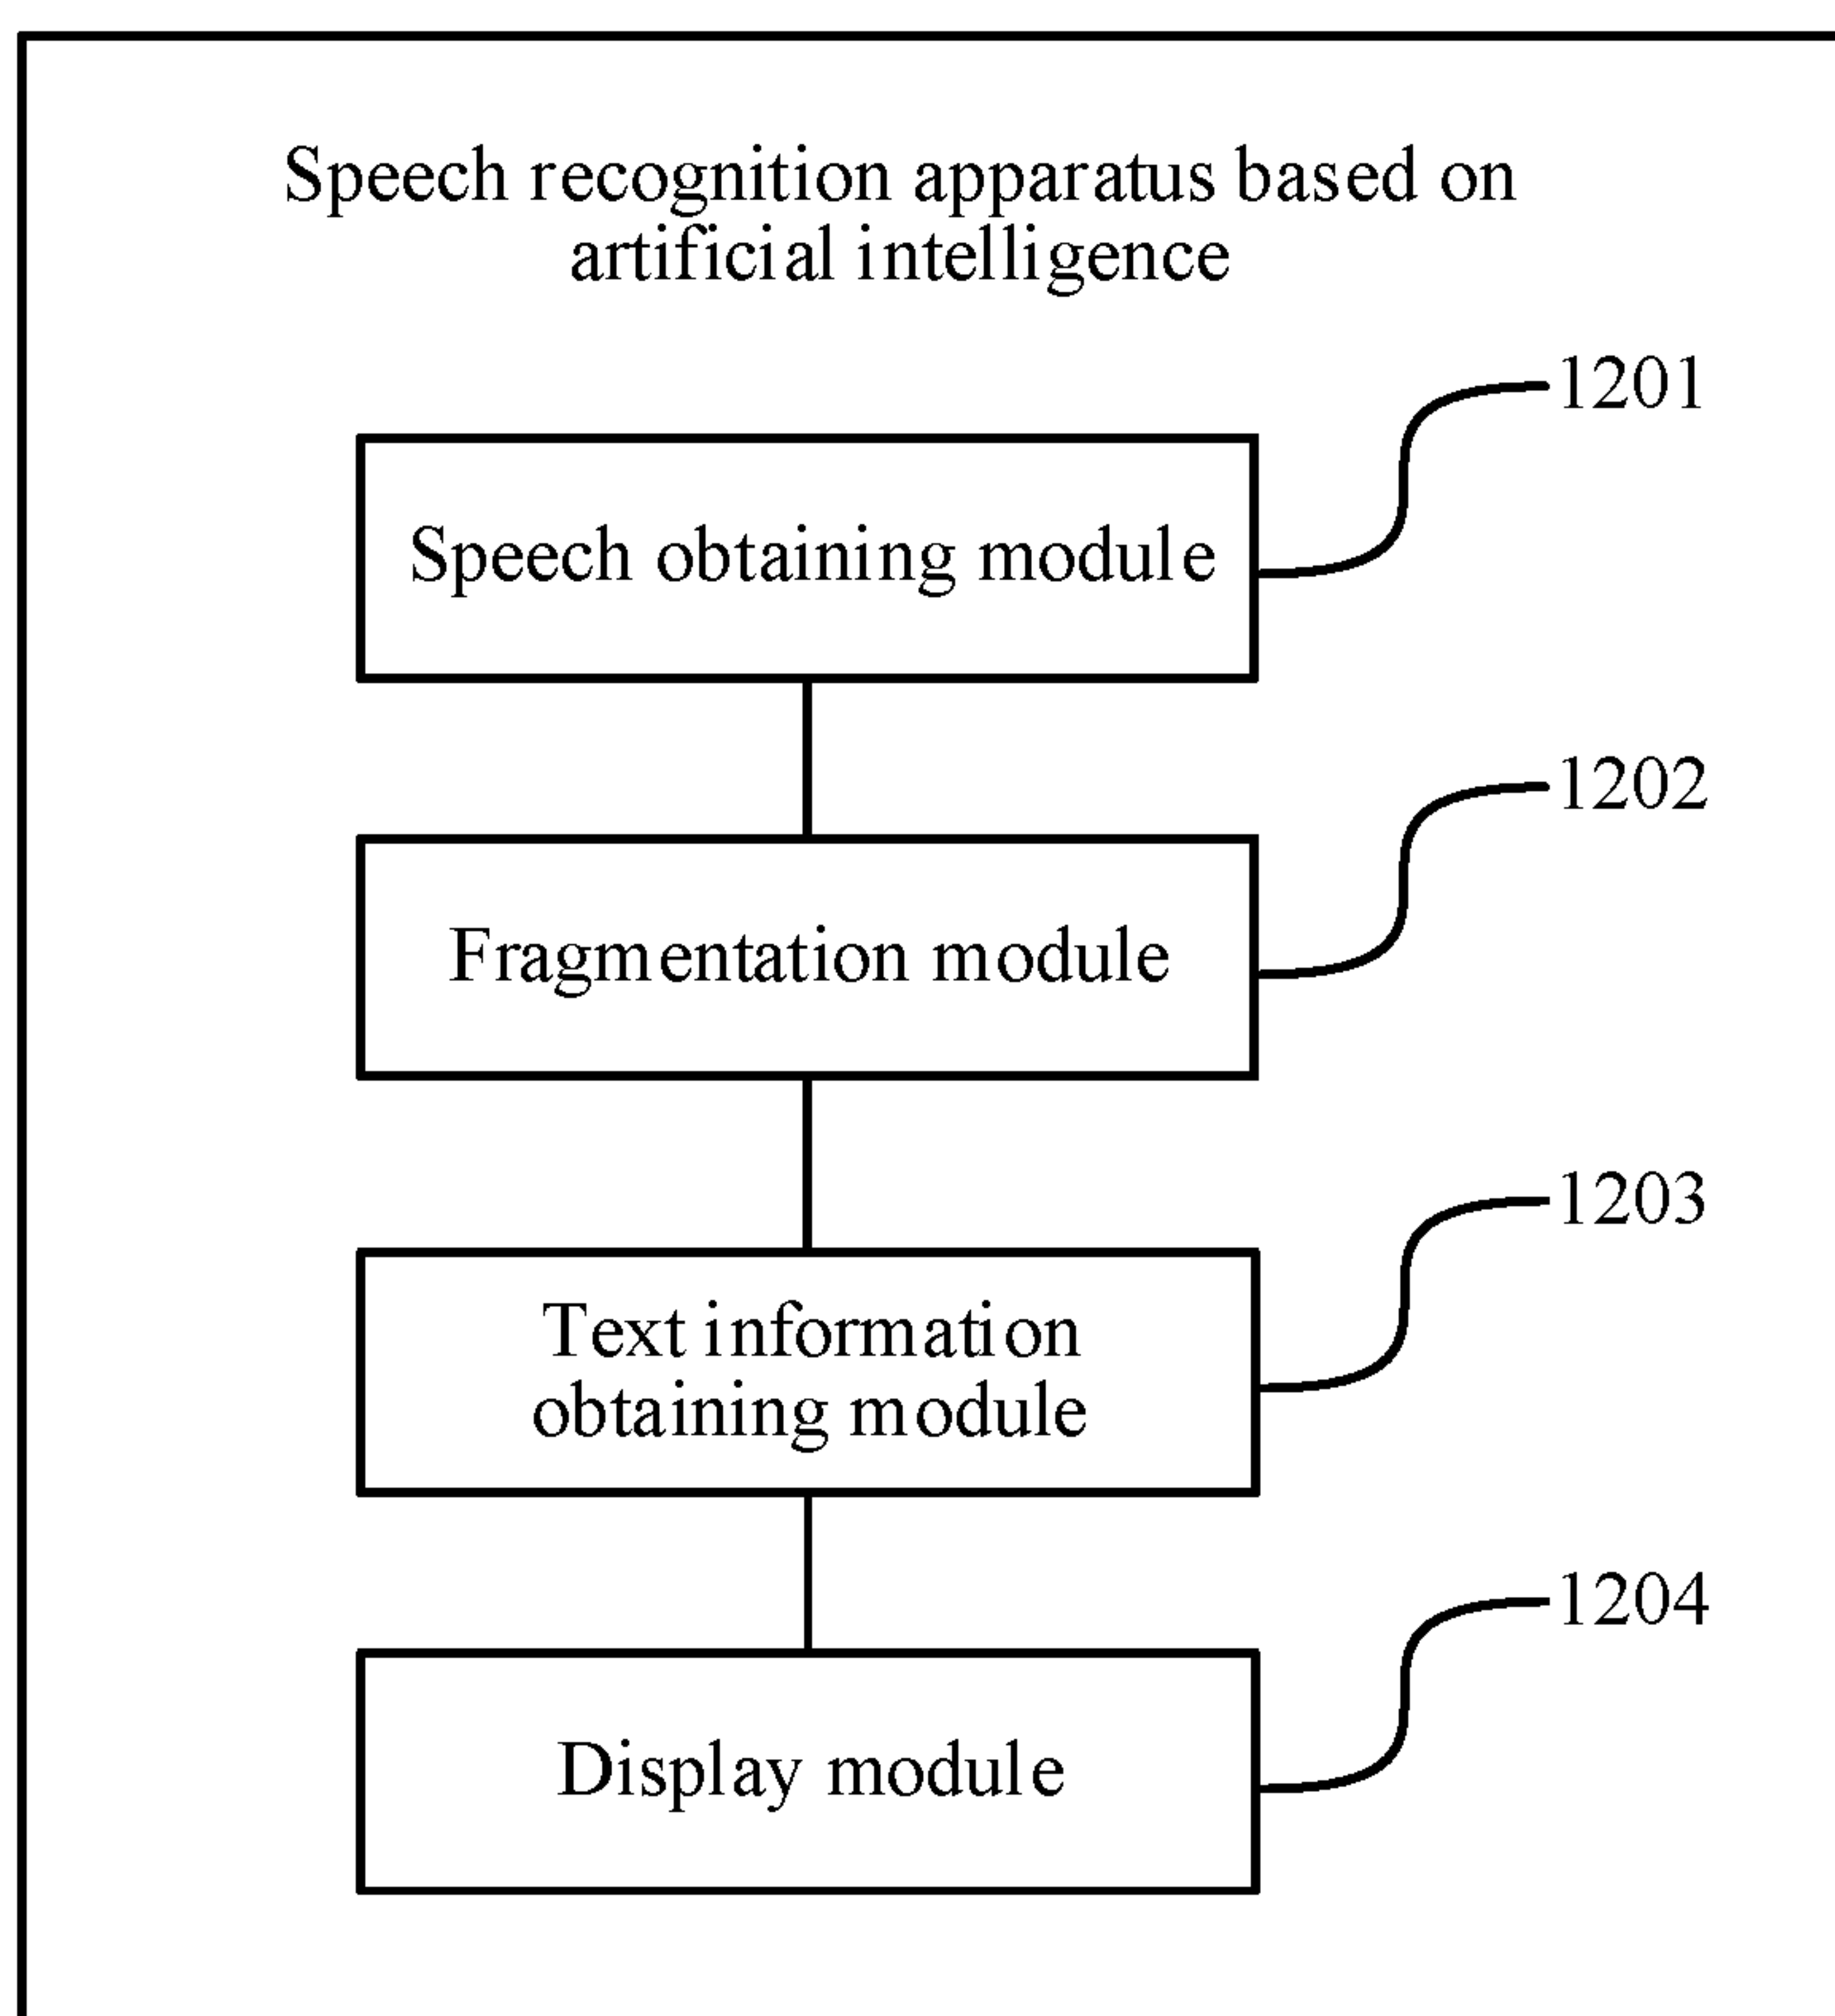 Speech recognition apparatus based on
artificial intelligence
1201
Speech obtaining module
1202
Fragmentation module
1203
Text information
obtaining module
1204
Display module